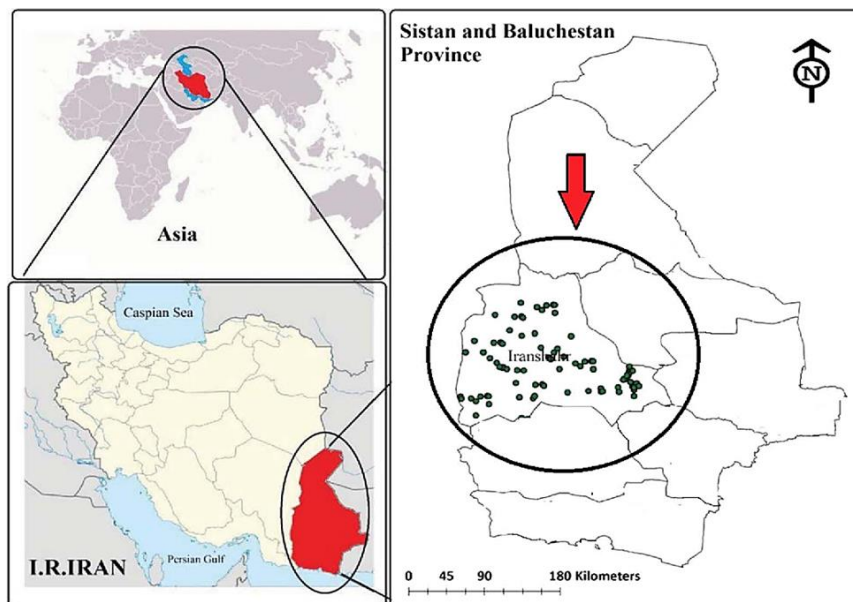 Asia
Caspian Sea
Persian Gulf
I.R.IRAN
Sistan and Baluchestan
Province
N
Iranshahr
0 45 90 180 Kilometers